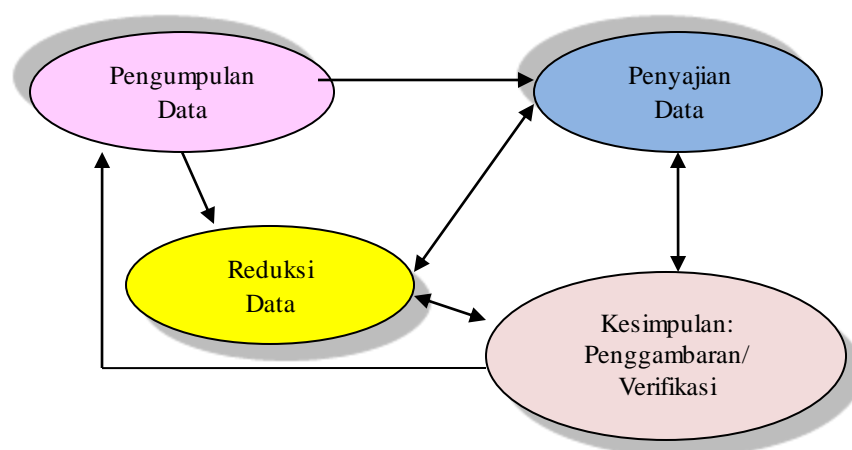 Pengumpulan
Data
Penyajian
Data
Reduksi
Data
Kesimpulan:
Penggambaran/
Verifikasi